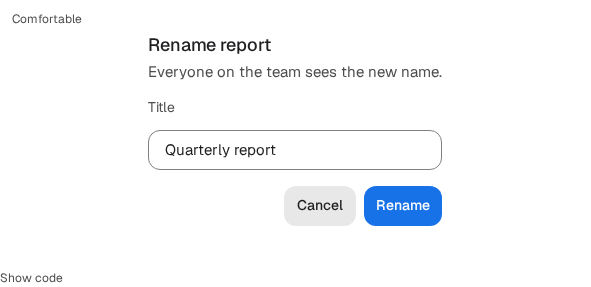 Comfortable
Rename report
Everyone on the team sees the new name.
Title
Quarterly report
Cancel
Rename
Show code